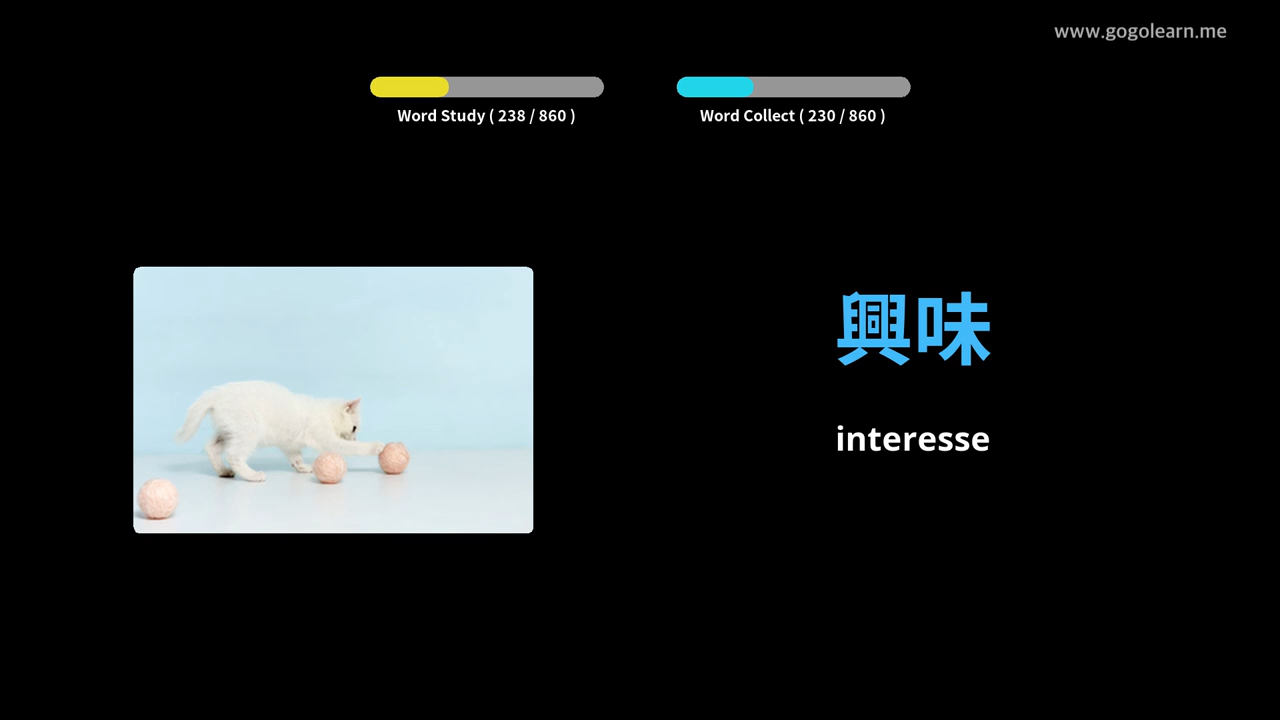 www.gogolearn.me
Word Study ( 238 / 860 )
Word Collect ( 230 / 860 )
興味
interesse